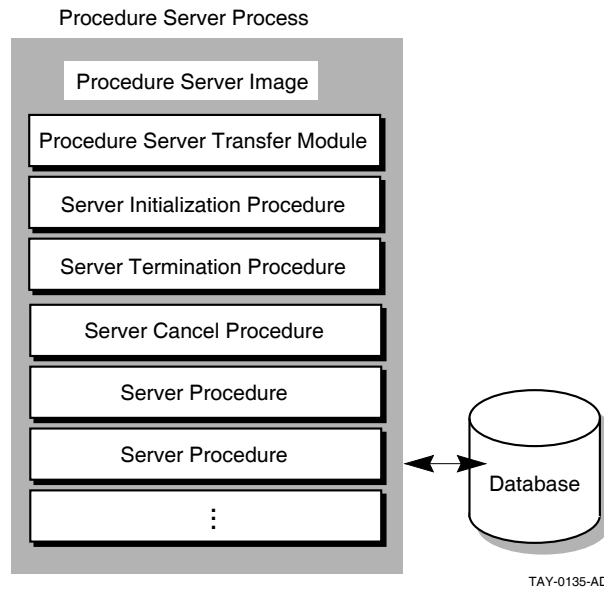 Procedure Server Process
Procedure Server Image
Procedure Server Transfer Module
Server Initialization Procedure
Server Termination Procedure
Server Cancel Procedure
Server Procedure
Server Procedure
⋮
Database
TAY-0135-AD